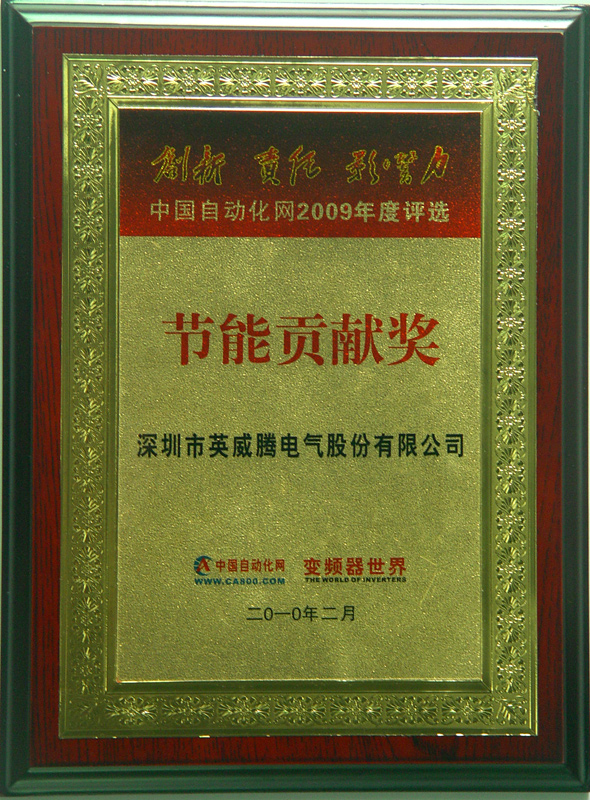 创新 责任 影响力
中国自动化网2009年度评选
节能贡献奖
深圳市英威腾电气股份有限公司
中国自动化网 变频器世界
WWW.CA800.COM THE WORLD OF INVERTERS
二0一0年二月